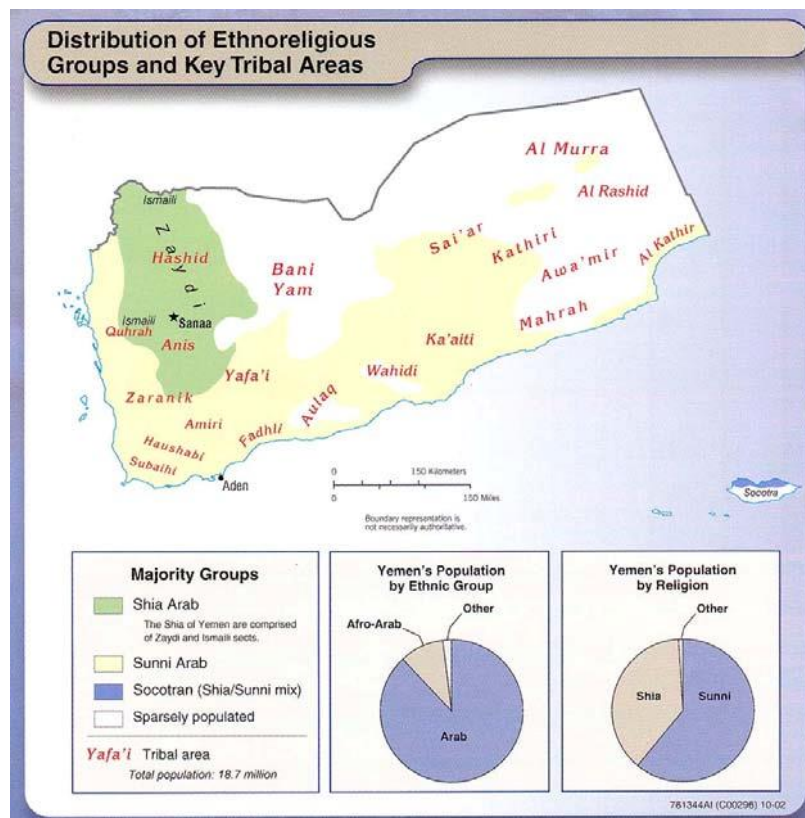 Distribution of Ethnoreligious
Groups and Key Tribal Areas
Al Murra
Al Rashid
Ismaili
Zaydi
Hashid
Sai'ar
Kathiri
Al Kathir
Bani
Yam
Awa'mir
Ismaili
Sanaa
Quhrah
Anis
Mahrah
Ka'aiti
Yafa'i
Wahidi
Zaranik
Aulaq
Amiri
Fadhli
Haushabi
Subaihi
Aden
0 150 Kilometers
0 150 Miles
Socotra
Boundary representation is
not necessarily authoritative.
Majority Groups
Shia Arab
The Shia of Yemen are comprised
of Zaydi and Ismaili sects.
Sunni Arab
Socotran (Shia/Sunni mix)
Sparsely populated
Yafa'i Tribal area
Total population: 18.7 million
Yemen's Population
by Ethnic Group
Other
Afro-Arab
Arab
Yemen's Population
by Religion
Other
Shia
Sunni
761344AI (C00296) 10-02